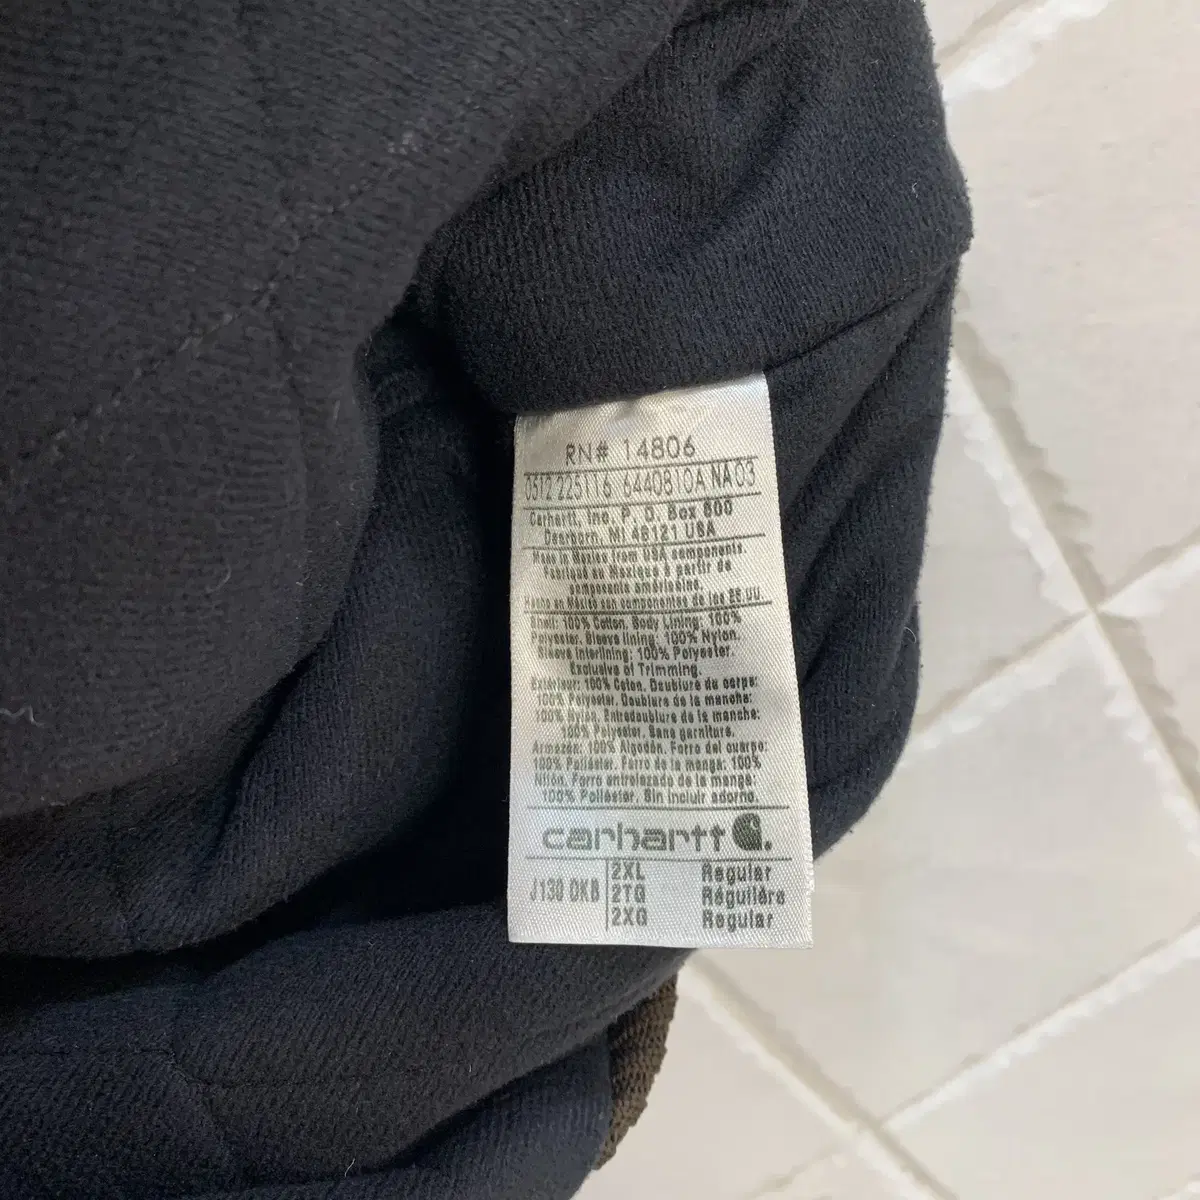 RN# 14806
0512 225116 6440810A NA03
Carhartt, Inc. P. O. Box 600
Dearborn, MI 48121 USA
Made in Mexico from USA components.
Fabriqué au Mexique à partir de
composants américains.
Hecho en México con componentes de los EE.UU.
Shell: 100% Cotton. Body Lining: 100%
Polyester. Sleeve lining: 100% Nylon.
Sleeve interlining: 100% Polyester.
Exclusive of Trimming.
Extérieur: 100% Coton. Doublure du corps:
100% Polyester. Doublure de la manche:
100% Nylon. Entredoublure de la manche:
100% Polyester. Sans garniture.
Armazón: 100% Algodón. Forro del cuerpo:
100% Poliéster. Forro de la manga: 100%
Nilón. Forro entrelazado de la manga:
100% Poliéster. Sin incluir adorno.
carhartt
J130 DKB
2XL Regular
2TG Régulière
2XG Regular